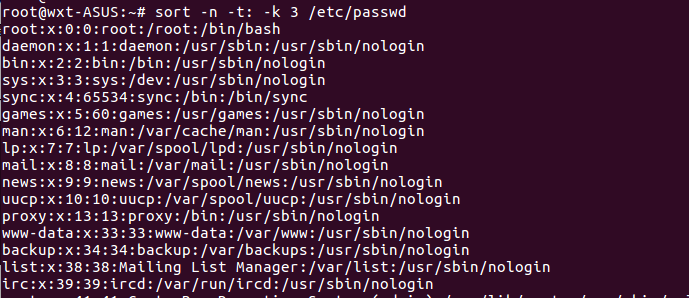 root@wxt-ASUS:~# sort -n -t: -k 3 /etc/passwd
root:x:0:0:root:/root:/bin/bash
daemon:x:1:1:daemon:/usr/sbin:/usr/sbin/nologin
bin:x:2:2:bin:/bin:/usr/sbin/nologin
sys:x:3:3:sys:/dev:/usr/sbin/nologin
sync:x:4:65534:sync:/bin:/bin/sync
games:x:5:60:games:/usr/games:/usr/sbin/nologin
man:x:6:12:man:/var/cache/man:/usr/sbin/nologin
lp:x:7:7:lp:/var/spool/lpd:/usr/sbin/nologin
mail:x:8:8:mail:/var/mail:/usr/sbin/nologin
news:x:9:9:news:/var/spool/news:/usr/sbin/nologin
uucp:x:10:10:uucp:/var/spool/uucp:/usr/sbin/nologin
proxy:x:13:13:proxy:/bin:/usr/sbin/nologin
www-data:x:33:33:www-data:/var/www:/usr/sbin/nologin
backup:x:34:34:backup:/var/backups:/usr/sbin/nologin
list:x:38:38:Mailing List Manager:/var/list:/usr/sbin/nologin
irc:x:39:39:ircd:/var/run/ircd:/usr/sbin/nologin